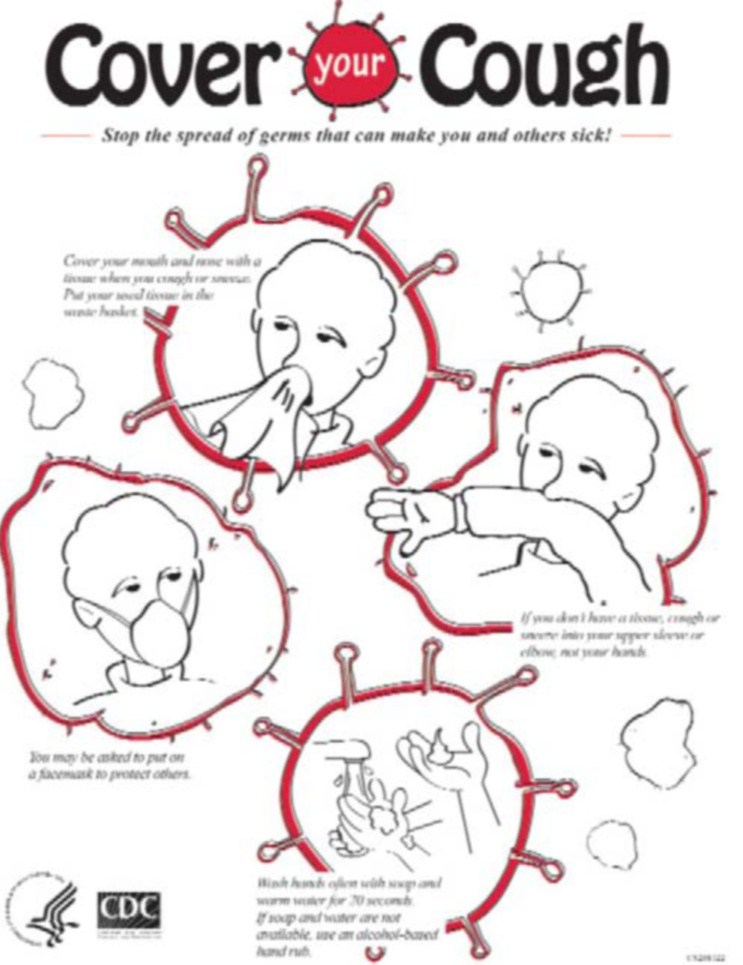 Cover your Cough
Stop the spread of germs that can make you and others sick!
Cover your mouth and nose with a
tissue when you cough or sneeze.
Put your used tissue in the
waste basket.
If you don't have a tissue, cough or
sneeze into your upper sleeve or
elbow, not your hands.
You may be asked to put on
a facemask to protect others.
Wash hands often with soap and
warm water for 20 seconds.
If soap and water are not
available, use an alcohol-based
hand rub.
CDC